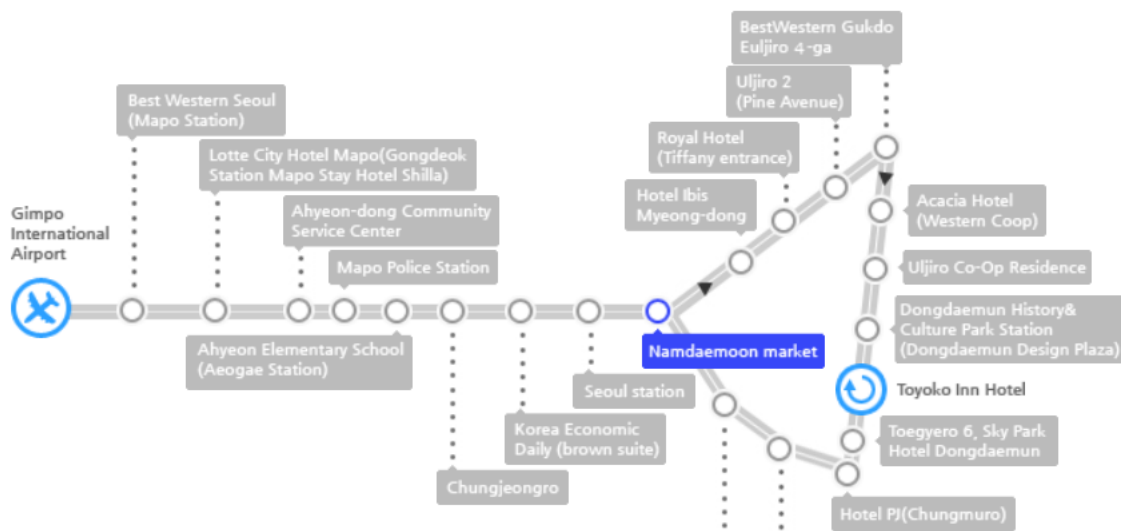 BestWestern Gukdo
Euljiro 4-ga
Uljiro 2
(Pine Avenue)
Best Western Seoul
(Mapo Station)
Royal Hotel
(Tiffany entrance)
Lotte City Hotel Mapo(Gongdeok
Station Mapo Stay Hotel Shilla)
Hotel Ibis
Myeong-dong
Acacia Hotel
(Western Coop)
Gimpo
International
Airport
Ahyeon-dong Community
Service Center
Mapo Police Station
Uljiro Co-Op Residence
Dongdaemun History&
Culture Park Station
(Dongdaemun Design Plaza)
Ahyeon Elementary School
(Aeogae Station)
Namdaemoon market
Seoul station
Toyoko Inn Hotel
Korea Economic
Daily (brown suite)
Toegyero 6, Sky Park
Hotel Dongdaemun
Chungjeongro
Hotel PJ(Chungmuro)